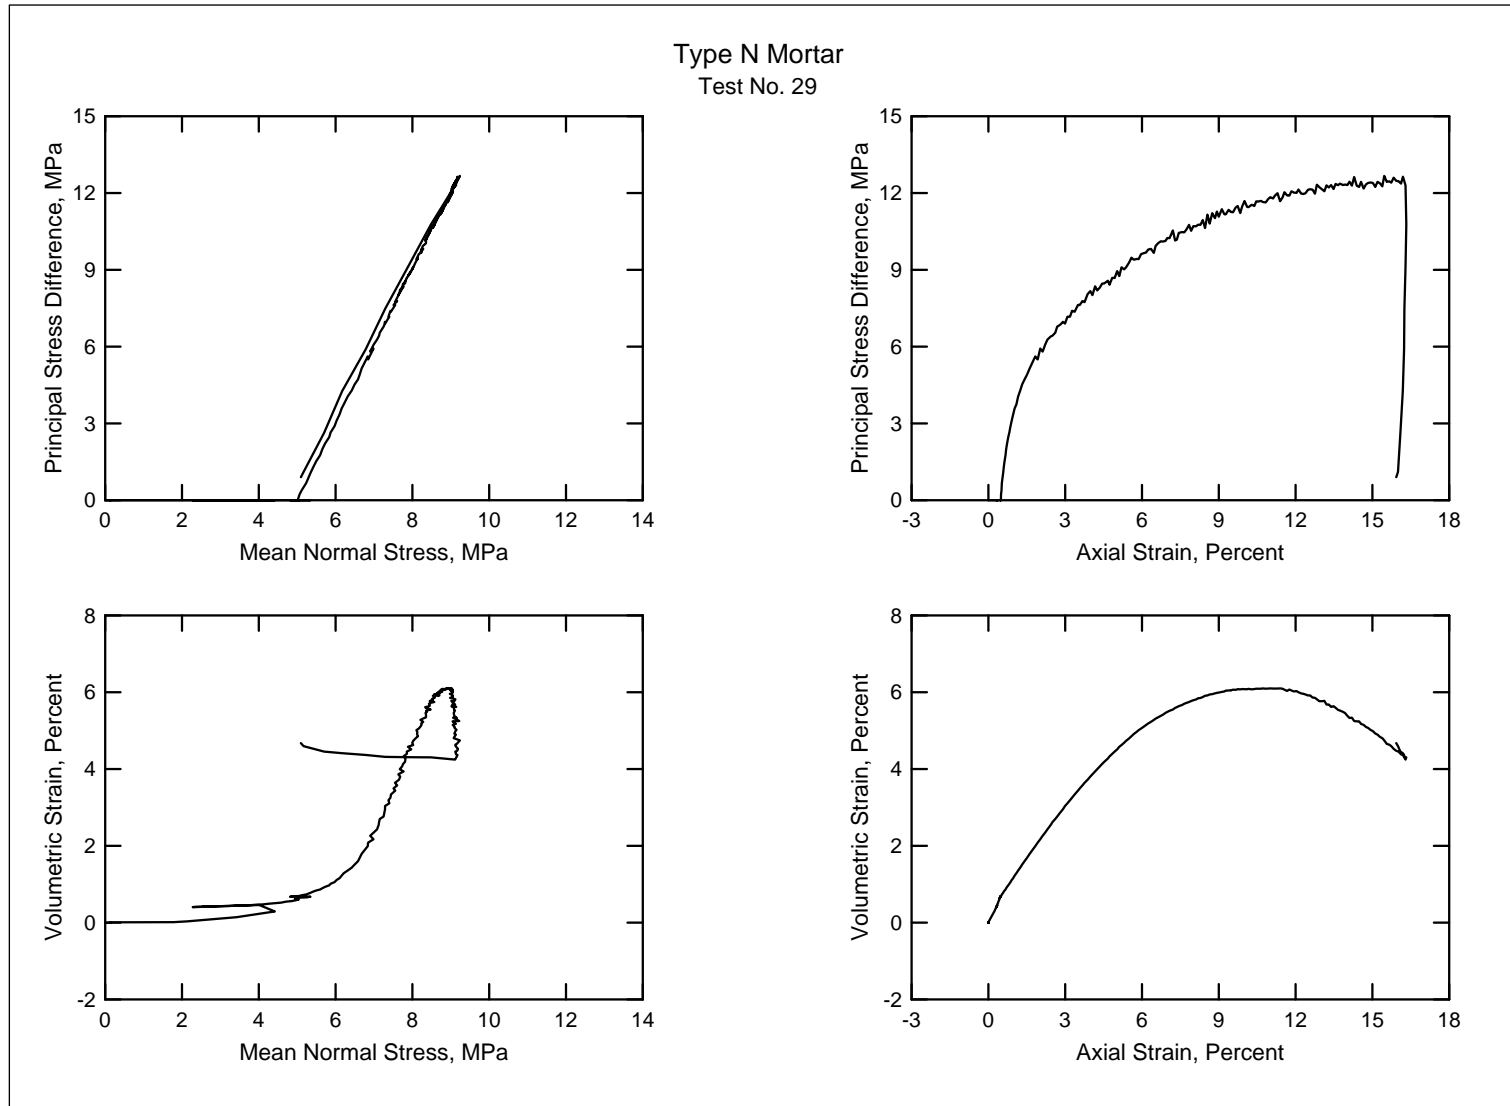 Type N Mortar
Test No. 29
15
12
9
6
3
0
0 2 4 6 8 10 12 14
Principal Stress Difference, MPa
Mean Normal Stress, MPa
15
12
9
6
3
0
-3 0 3 6 9 12 15 18
Principal Stress Difference, MPa
Axial Strain, Percent
8
6
4
2
0
-2
0 2 4 6 8 10 12 14
Volumetric Strain, Percent
Mean Normal Stress, MPa
8
6
4
2
0
-2
-3 0 3 6 9 12 15 18
Volumetric Strain, Percent
Axial Strain, Percent